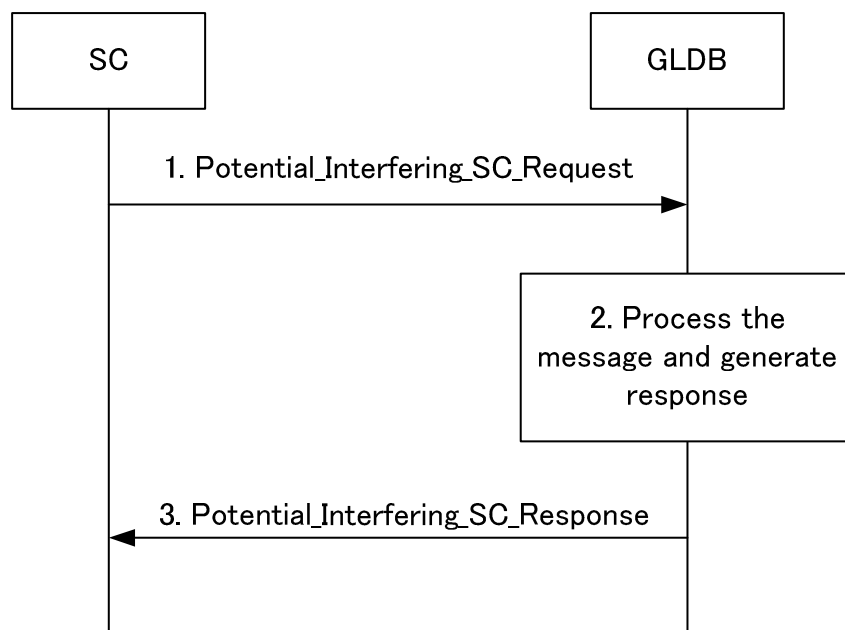 SC
GLDB
1. Potential_Interfering_SC_Request
2. Process the
message and generate
response
3. Potential_Interfering_SC_Response